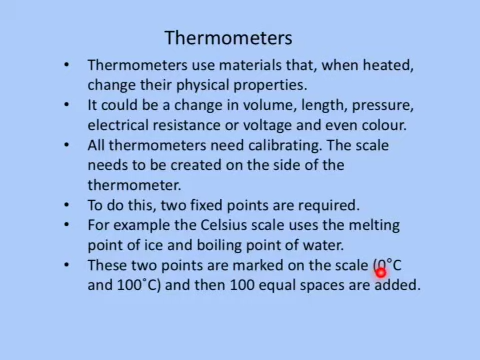 Thermometers
• Thermometers use materials that, when heated,
change their physical properties.
• It could be a change in volume, length, pressure,
electrical resistance or voltage and even colour.
• All thermometers need calibrating. The scale
needs to be created on the side of the
thermometer.
• To do this, two fixed points are required.
• For example the Celsius scale uses the melting
point of ice and boiling point of water.
• These two points are marked on the scale (0°C
and 100˚C) and then 100 equal spaces are added.